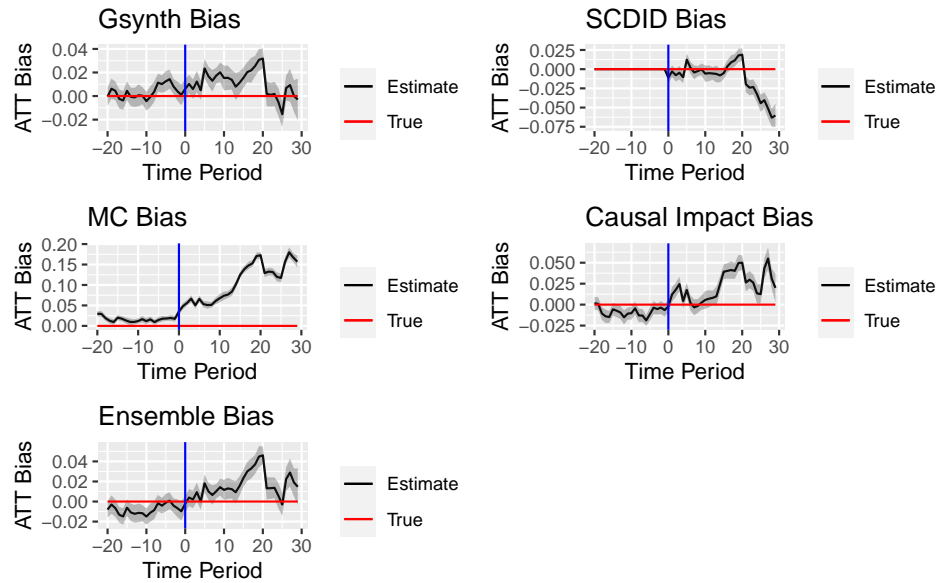 Gsynth Bias
ATT Bias
0.04
0.02
0.00
−0.02
−20 −10 0 10 20 30
Time Period
Estimate
True
SCDID Bias
ATT Bias
0.025
0.000
−0.025
−0.050
−0.075
−20 −10 0 10 20 30
Time Period
Estimate
True
MC Bias
ATT Bias
0.20
0.15
0.10
0.05
0.00
−20 −10 0 10 20 30
Time Period
Estimate
True
Causal Impact Bias
ATT Bias
0.050
0.025
0.000
−0.025
−20 −10 0 10 20 30
Time Period
Estimate
True
Ensemble Bias
ATT Bias
0.04
0.02
0.00
−0.02
−20 −10 0 10 20 30
Time Period
Estimate
True